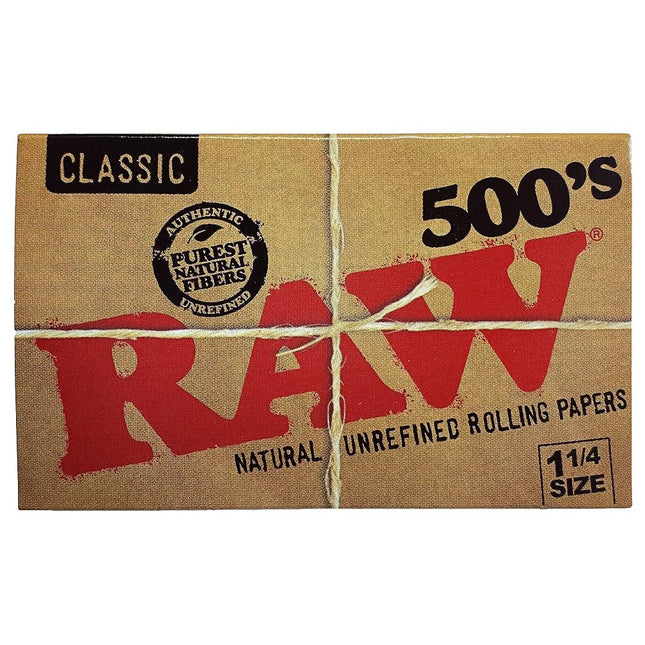 CLASSIC
500's
AUTHENTIC
PUREST
NATURAL
FIBERS
UNREFINED
RAW®
NATURAL UNREFINED ROLLING PAPERS
1 1/4
SIZE